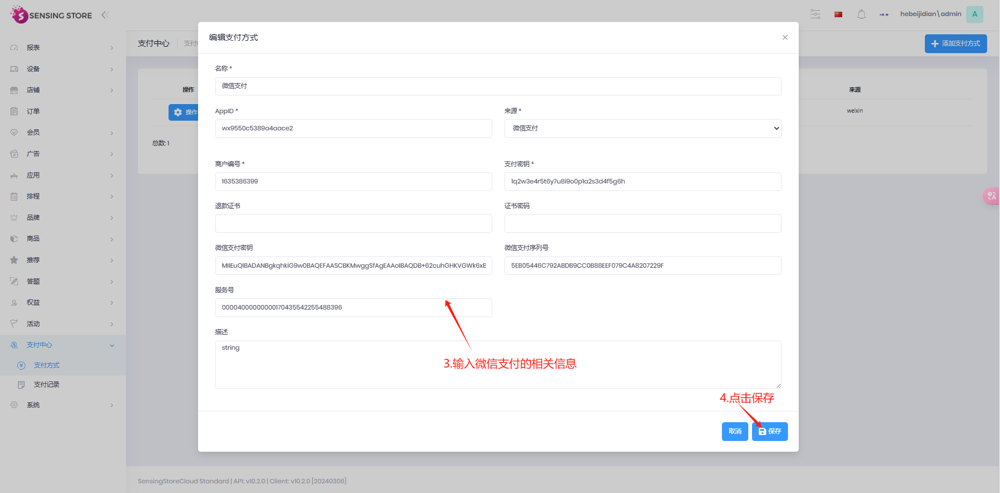 SENSING STORE
hebeijidian\admin
A
报表
设备
店铺
订单
会员
广告
应用
排程
品牌
商品
推荐
答题
权益
活动
支付中心
支付方式
支付记录
系统
支付中心
支付
添加支付方式
操作
来源
操作
weixin
总数: 1
编辑支付方式
名称 *
微信支付
AppID *
来源 *
wx9550c5389a4aace2
微信支付
商户编号 *
支付密钥 *
1635386399
1q2w3e4r5t6y7u8i9o0p1a2s3d4f5g6h
退款证书
证书密码
微信支付密钥
微信支付序列号
MIIEuQIBADANBgkqhkiG9w0BAQEFAASCBKMwggSfAgEAAoIBAQDB+62cuhGHKVGWk6xB
5EB05446C792ABDB9CC0B88EEF079C4A8207229F
服务号
0000400000000170435542255488396
描述
string
3.输入微信支付的相关信息
4.点击保存
取消
保存
中
A
SensingStoreCloud Standard | API: v10.2.0 | Client: v10.2.0 [20240306]